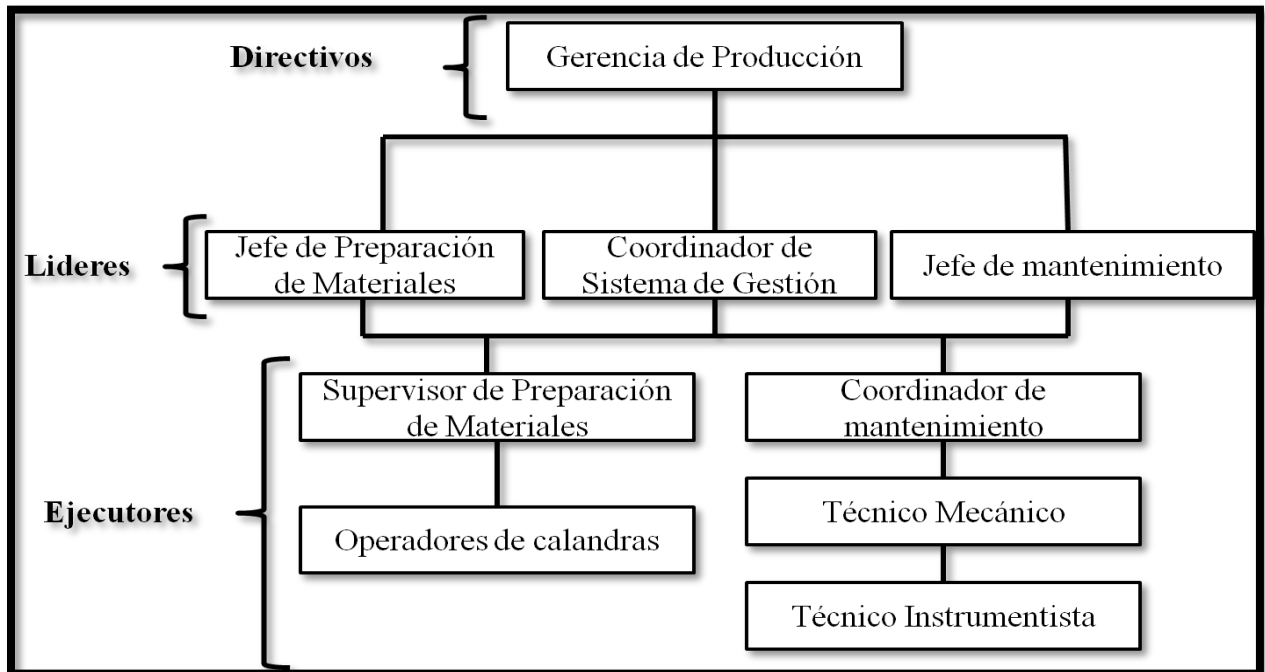 Directivos
Gerencia de Producción
Lideres
Jefe de Preparación
de Materiales
Coordinador de
Sistema de Gestión
Jefe de mantenimiento
Ejecutores
Supervisor de Preparación
de Materiales
Coordinador de
mantenimiento
Operadores de calandras
Técnico Mecánico
Técnico Instrumentista